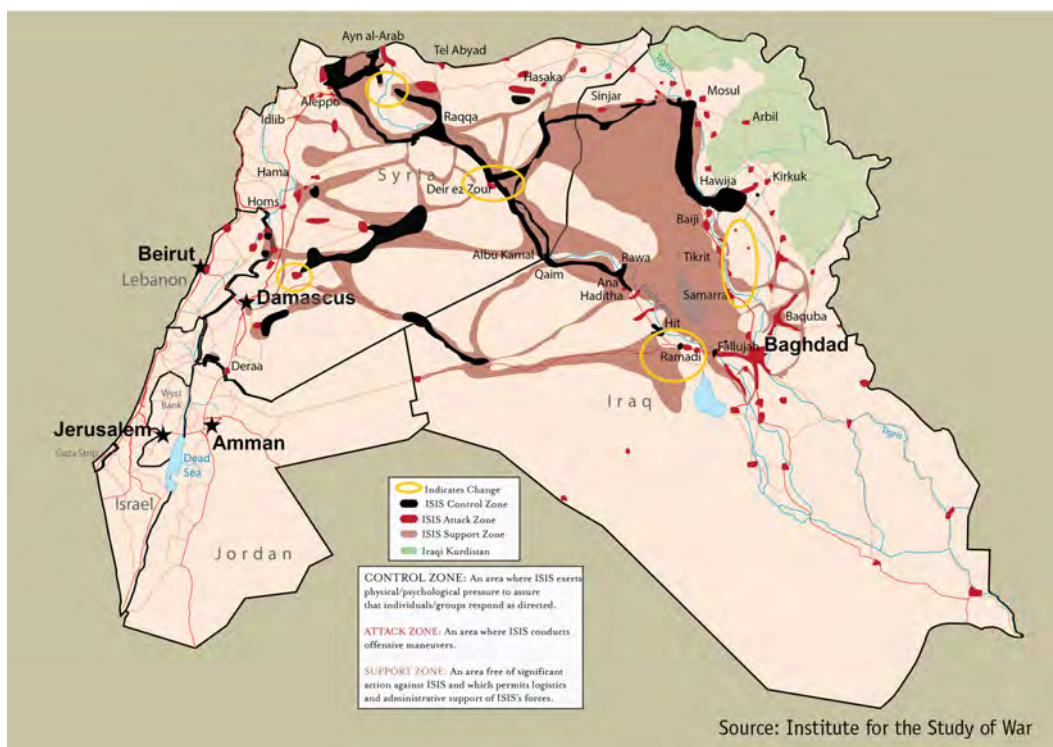 Ayn al-Arab
Tel Abyad
Tigris
Hasaka
Mosul
Sinjar
Aleppo
Arbil
Idlib
Raqqa
Hama
Syria
Deir ez Zour
Hawija
Kirkuk
Homs
Baiji
Beirut
Lebanon
Albu Kamal
Rawa
Tikrit
Qaim
Ana
Haditha
Samarra
Damascus
Baquba
Hit
Fallujah
Baghdad
Ramadi
Deraa
West
Bank
Iraq
Jerusalem
Amman
Gaza Strip
Dead
Sea
Tigris
Israel
Jordan
Indicates Change
ISIS Control Zone
ISIS Attack Zone
ISIS Support Zone
Iraqi Kurdistan
CONTROL ZONE: An area where ISIS exerts
physical/psychological pressure to assure
that individuals/groups respond as directed.
ATTACK ZONE: An area where ISIS conducts
offensive maneuvers.
SUPPORT ZONE: An area free of significant
action against ISIS and which permits logistics
and administrative support of ISIS's forces.
Source: Institute for the Study of War